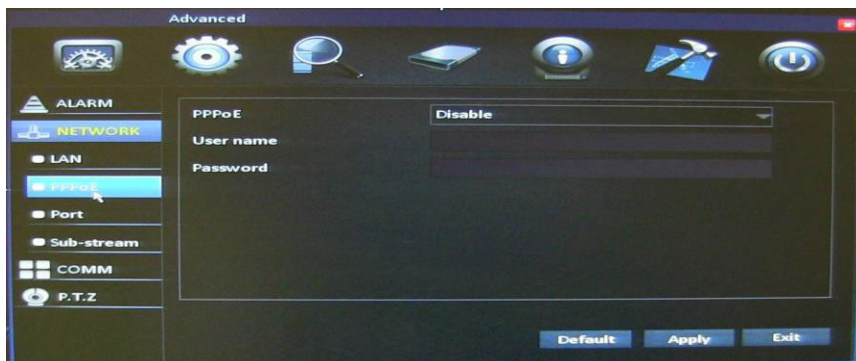 Advanced
ALARM
NETWORK
LAN
PPPoE
Port
Sub-stream
COMM
P.T.Z
PPPoE Disable
User name
Password
Default Apply Exit